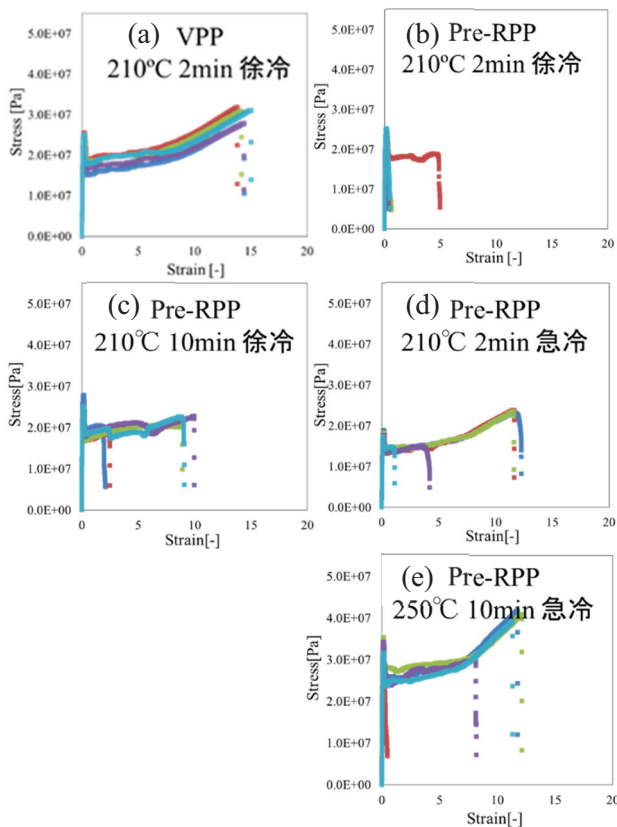 (a) VPP
210ºC 2min 徐冷
5.0E+07
4.0E+07
3.0E+07
2.0E+07
1.0E+07
0.0E+00
Stress [Pa]
0 5 10 15 20
Strain [-]
(b) Pre-RPP
210℃ 2min 徐冷
5.0E+07
4.0E+07
3.0E+07
2.0E+07
1.0E+07
0.0E+00
Stress [Pa]
0 5 10 15 20
Strain [-]
(c) Pre-RPP
210℃ 10min 徐冷
5.0E+07
4.0E+07
3.0E+07
2.0E+07
1.0E+07
0.0E+00
Stress[Pa]
0 5 10 15 20
Strain[-]
(d) Pre-RPP
210℃ 2min 急冷
5.0E+07
4.0E+07
3.0E+07
2.0E+07
1.0E+07
0.0E+00
Stress[Pa]
0 5 10 15 20
Strain[-]
(e) Pre-RPP
250℃ 10min 急冷
5.0E+07
4.0E+07
3.0E+07
2.0E+07
1.0E+07
0.0E+00
Stress[Pa]
0 5 10 15 20
Strain [-]